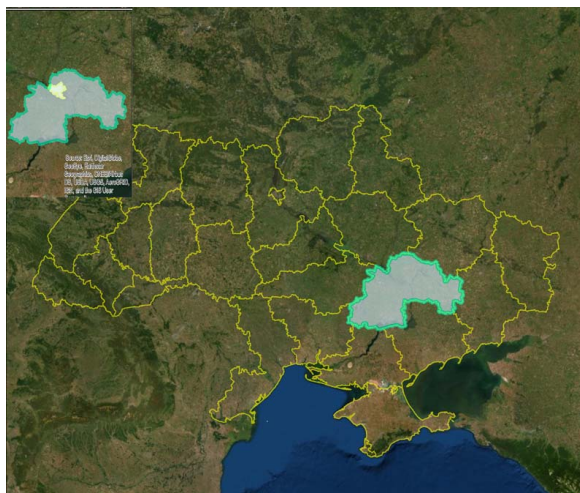 Source: Esri, DigitalGlobe,
GeoEye, Earthstar
Geographics, CNES/Airbus
DS, USDA, USGS, AeroGRID,
IGN, and the GIS User